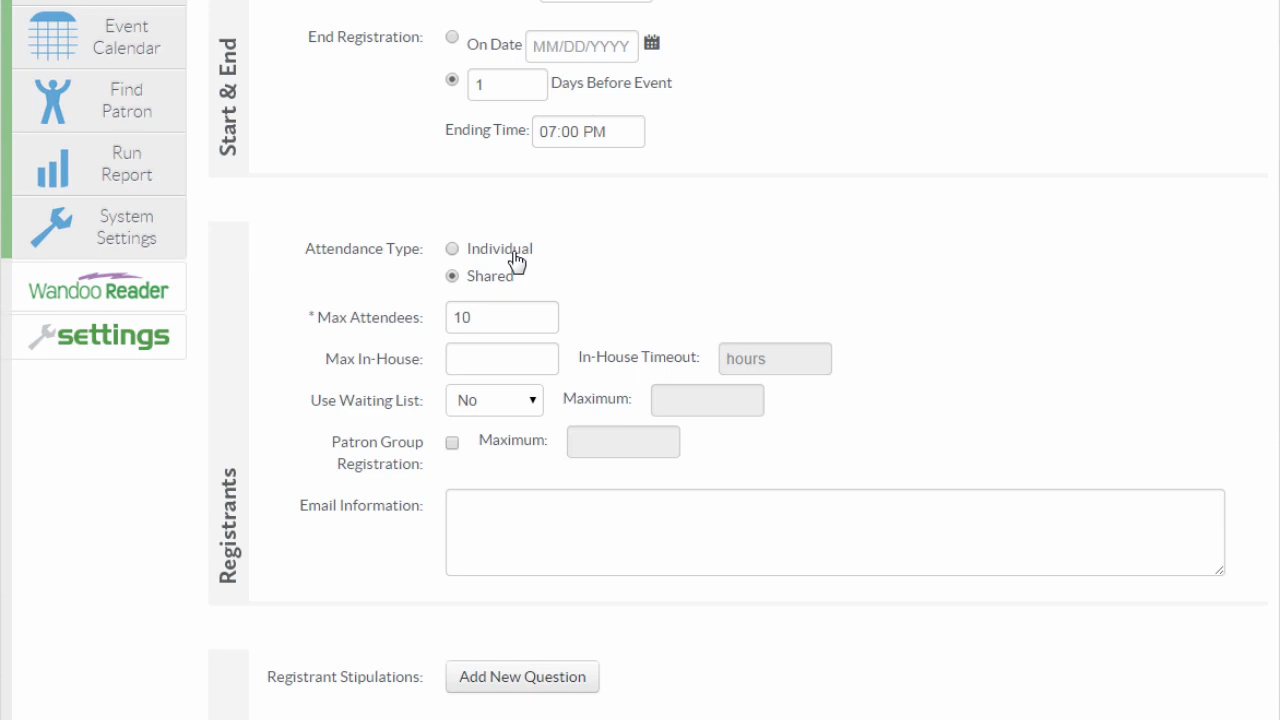 Event
Calendar
Find
Patron
Run
Report
System
Settings
Wandoo Reader
settings
Start & End
End Registration:
On Date MM/DD/YYYY
1 Days Before Event
Ending Time: 07:00 PM
Registrants
Attendance Type:
Individual
Shared
* Max Attendees: 10
Max In-House: In-House Timeout: hours
Use Waiting List: No Maximum:
Patron Group
Registration:
Maximum:
Email Information:
Registrant Stipulations: Add New Question